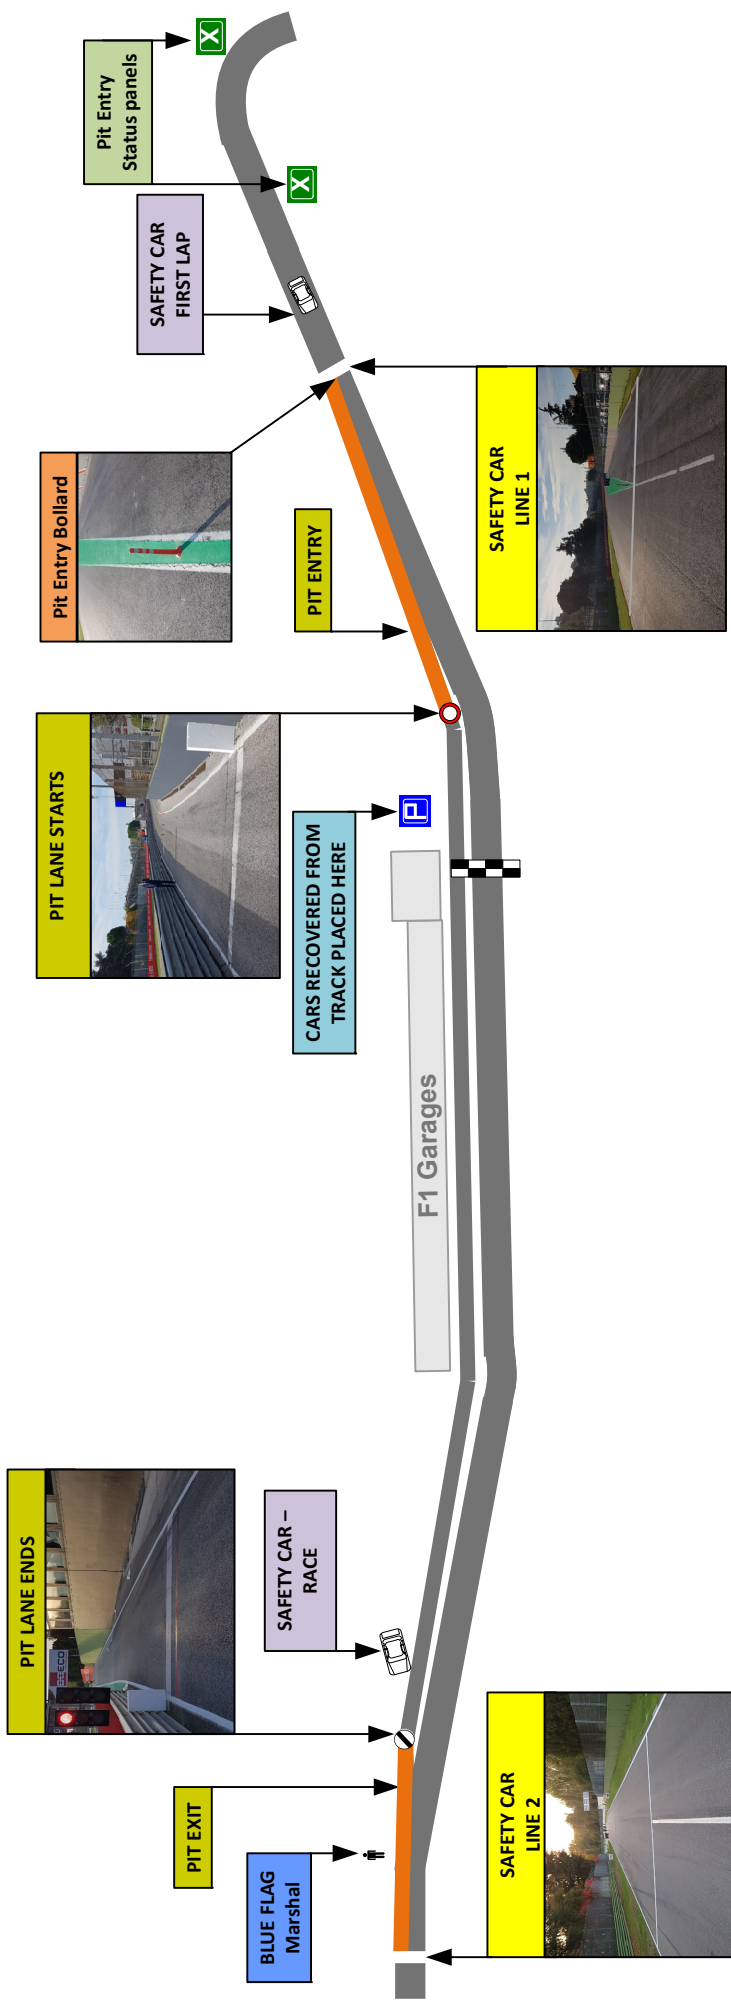 Pit Entry
Status panels
X
X
SAFETY CAR
FIRST LAP
Pit Entry Bollard
SAFETY CAR
LINE 1
PIT ENTRY
PIT LANE STARTS
CARS RECOVERED FROM
TRACK PLACED HERE
P
F1 Garages
PIT LANE ENDS
SAFETY CAR –
RACE
PIT EXIT
BLUE FLAG
Marshal
SAFETY CAR
LINE 2